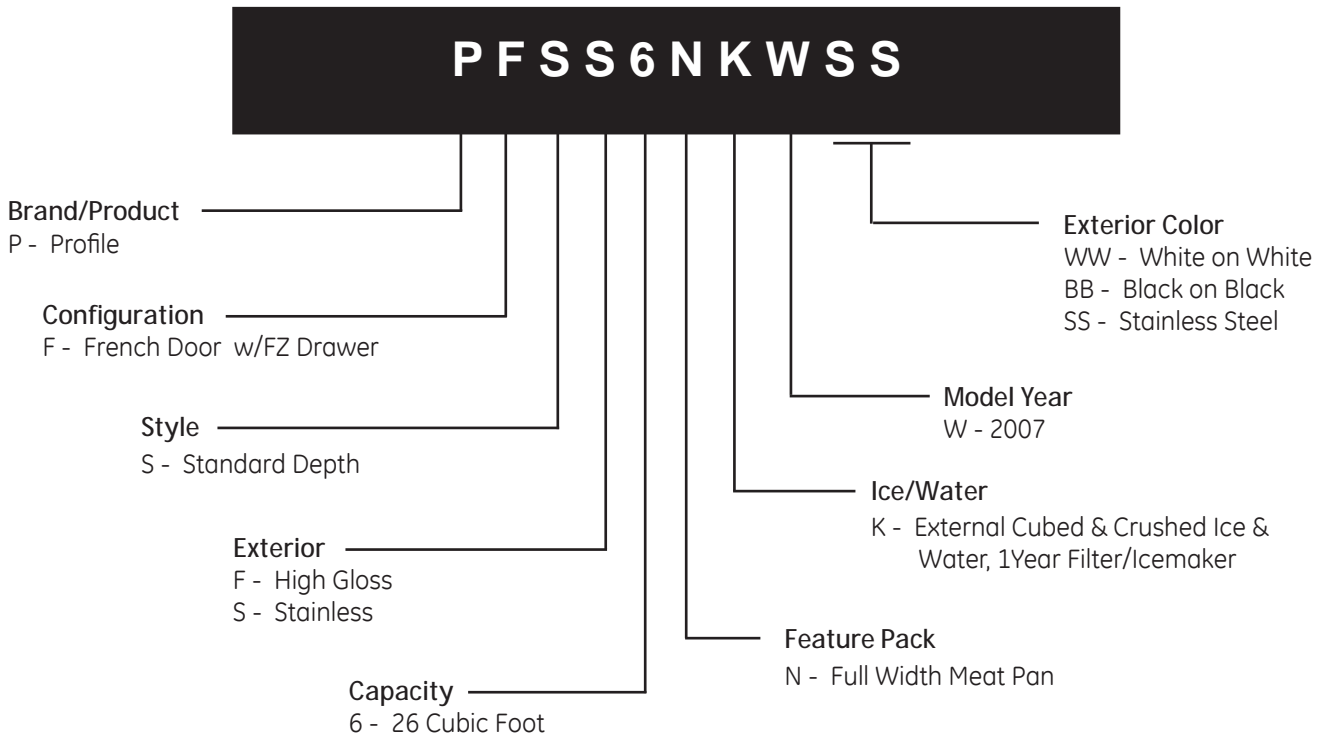 P F S S 6 N K W S S
Brand/Product
P - Profile
Configuration
F - French Door w/FZ Drawer
Style
S - Standard Depth
Exterior
F - High Gloss
S - Stainless
Capacity
6 - 26 Cubic Foot
Exterior Color
WW - White on White
BB - Black on Black
SS - Stainless Steel
Model Year
W - 2007
Ice/Water
K - External Cubed & Crushed Ice &
Water, 1Year Filter/Icemaker
Feature Pack
N - Full Width Meat Pan